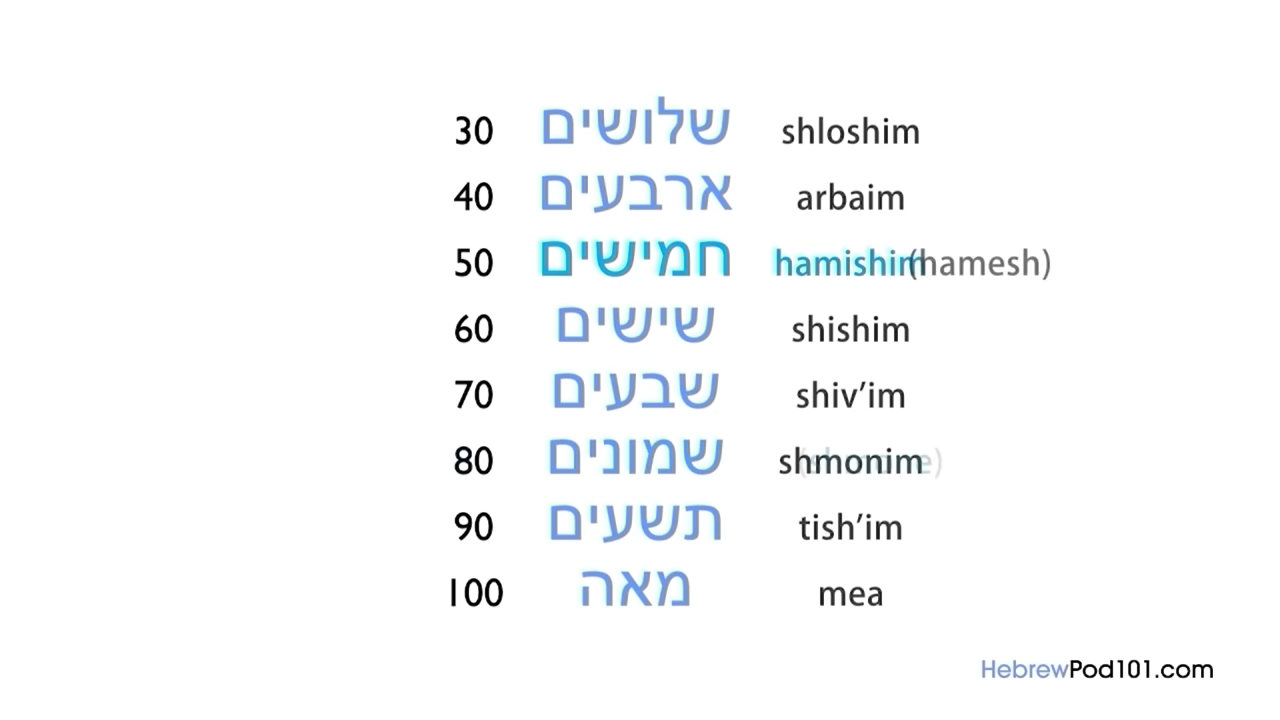 30 שלושים shloshim
40 ארבעים arbaim
50 חמישים hamishim (hamesh)
60 שישים shishim
70 שבעים shiv’im
80 שמונים shmonim
90 תשעים tish’im
100 מאה mea
HebrewPod101.com